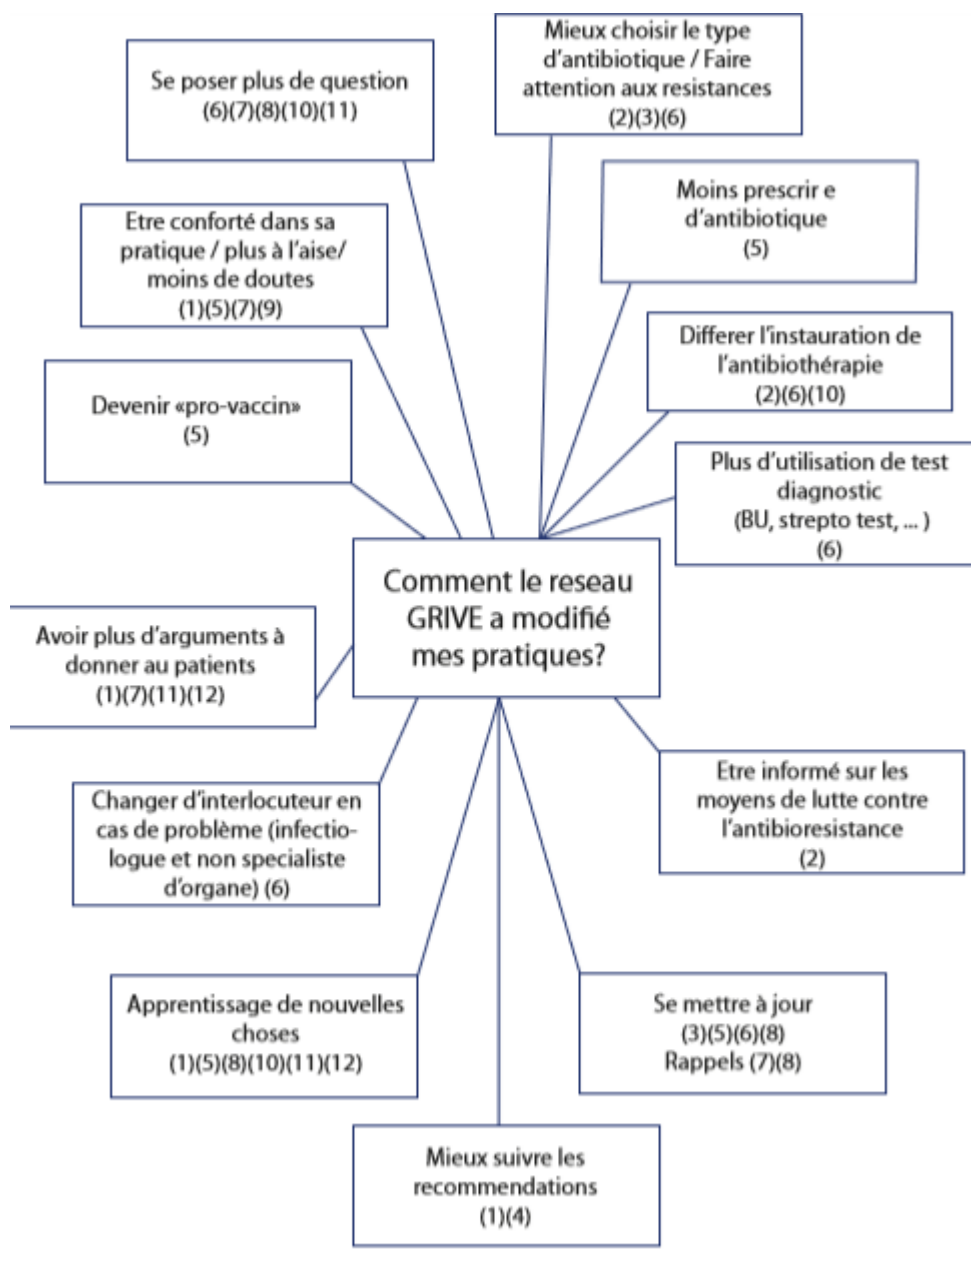 Mieux choisir le type
d'antibiotique / Faire
attention aux resistances
(2)(3)(6)
Se poser plus de question
(6)(7)(8)(10)(11)
Moins prescrir e
d'antibiotique
(5)
Etre conforté dans sa
pratique / plus à l'aise/
moins de doutes
(1)(5)(7)(9)
Differer l'instauration de
l'antibiothérapie
(2)(6)(10)
Devenir «pro-vaccin»
(5)
Plus d'utilisation de test
diagnostic
(BU, strepto test, ... )
(6)
Comment le reseau
GRIVE a modifié
mes pratiques?
Avoir plus d'arguments à
donner au patients
(1)(7)(11)(12)
Etre informé sur les
moyens de lutte contre
l'antibioresistance
(2)
Changer d'interlocuteur en
cas de problème (infectio-
logue et non specialiste
d'organe) (6)
Apprentissage de nouvelles
choses
(1)(5)(8)(10)(11)(12)
Se mettre à jour
(3)(5)(6)(8)
Rappels (7)(8)
Mieux suivre les
recommendations
(1)(4)